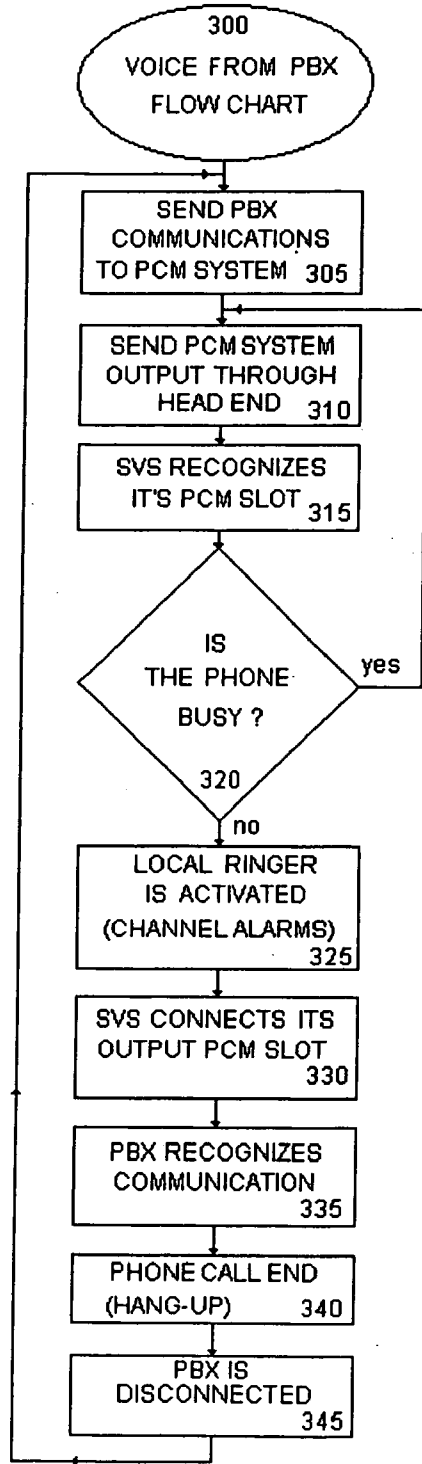 300
VOICE FROM PBX
FLOW CHART
SEND PBX
COMMUNICATIONS
TO PCM SYSTEM 305
SEND PCM SYSTEM
OUTPUT THROUGH
HEAD END 310
SVS RECOGNIZES
IT'S PCM SLOT 315
IS
THE PHONE
BUSY ?
320
yes
no
LOCAL RINGER
IS ACTIVATED
(CHANNEL ALARMS)
325
SVS CONNECTS ITS
OUTPUT PCM SLOT
330
PBX RECOGNIZES
COMMUNICATION
335
PHONE CALL END
(HANG-UP) 340
PBX IS
DISCONNECTED
345